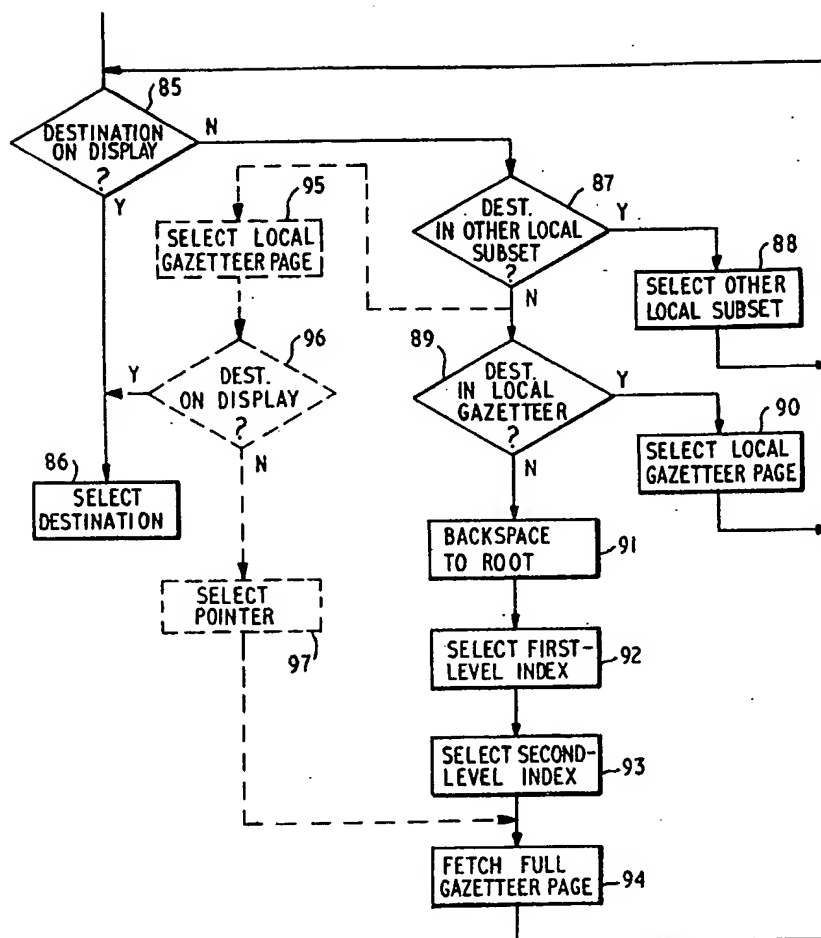 85
DESTINATION
ON DISPLAY
?
N
Y
95
SELECT LOCAL
GAZETTEER PAGE
87
DEST.
IN OTHER LOCAL
SUBSET
?
Y
N
88
SELECT OTHER
LOCAL SUBSET
96
DEST.
ON DISPLAY
?
Y
N
89
DEST.
IN LOCAL
GAZETTEER
?
Y
N
90
SELECT LOCAL
GAZETTEER PAGE
86
SELECT
DESTINATION
BACKSPACE
TO ROOT
91
SELECT
POINTER
97
SELECT FIRST-
LEVEL INDEX
92
SELECT SECOND-
LEVEL INDEX
93
FETCH FULL
GAZETTEER PAGE
94